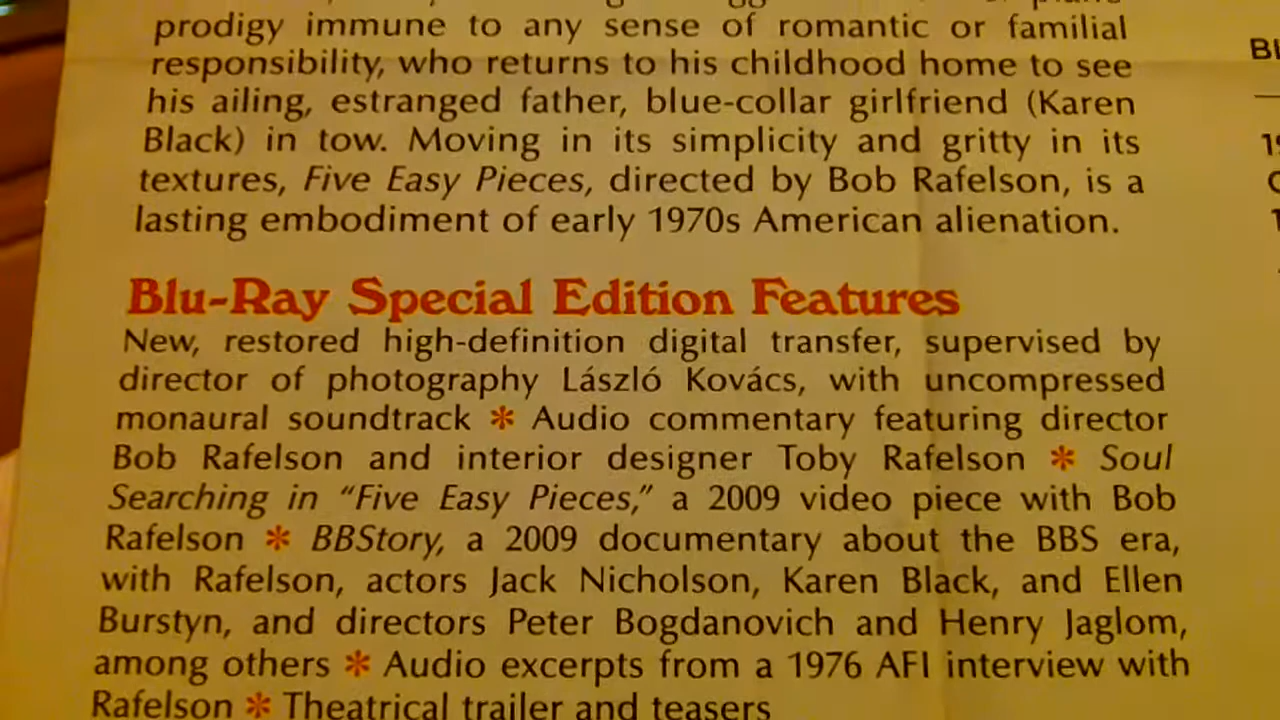 prodigy immune to any sense of romantic or familial
responsibility, who returns to his childhood home to see
his ailing, estranged father, blue-collar girlfriend (Karen
Black) in tow. Moving in its simplicity and gritty in its
textures, Five Easy Pieces, directed by Bob Rafelson, is a
lasting embodiment of early 1970s American alienation.
Blu-Ray Special Edition Features
New, restored high-definition digital transfer, supervised by
director of photography László Kovács, with uncompressed
monaural soundtrack * Audio commentary featuring director
Bob Rafelson and interior designer Toby Rafelson * Soul
Searching in “Five Easy Pieces,” a 2009 video piece with Bob
Rafelson * BBStory, a 2009 documentary about the BBS era,
with Rafelson, actors Jack Nicholson, Karen Black, and Ellen
Burstyn, and directors Peter Bogdanovich and Henry Jaglom,
among others * Audio excerpts from a 1976 AFI interview with
Rafelson * Theatrical trailer and teasers